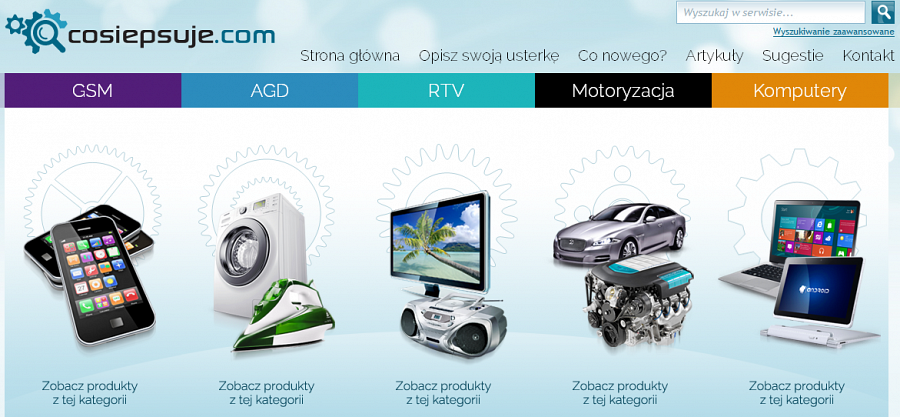 Wyszukaj w serwisie...
cosiepsuje.com
Wyszukiwanie zaawansowane
Strona główna Opisz swoją usterkę Co nowego? Artykuły Sugestie Kontakt
GSM AGD RTV Motoryzacja Komputery
ANDROID
Zobacz produkty Zobacz produkty Zobacz produkty Zobacz produkty Zobacz produkty
z tej kategorii z tej kategorii z tej kategorii z tej kategorii z tej kategorii